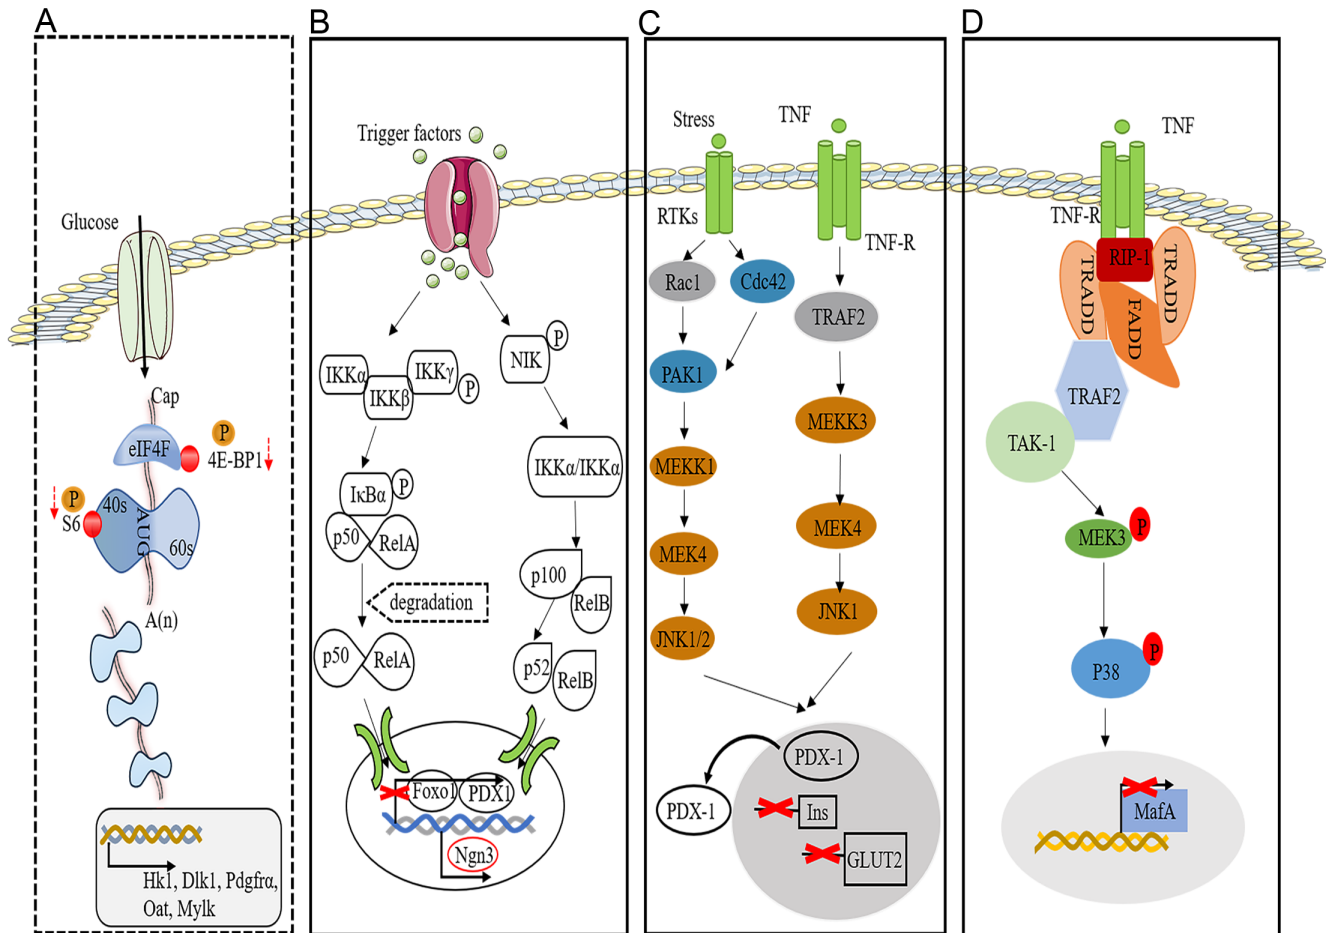 A
Glucose
Cap
eIF4F
P
4E-BP1
P
S6
40s
AUG
60s
A(n)
Hk1, Dlk1, Pdgfrα,
Oat, Mylk
B
Trigger factors
IKKα
IKKβ
IKKγ
P
NIK
P
IKKα/IKKα
IκBα
P
p50
RelA
p100
RelB
degradation
p50
RelA
p52
RelB
Foxo1
PDX1
Ngn3
C
Stress
TNF
RTKs
TNF-R
Rac1
Cdc42
TRAF2
PAK1
MEKK3
MEKK1
MEK4
MEK4
JNK1
JNK1/2
PDX-1
PDX-1
Ins
GLUT2
D
TNF
TNF-R
RIP-1
TRADD
TRADD
FADD
TRAF2
TAK-1
MEK3
P
P38
P
MafA